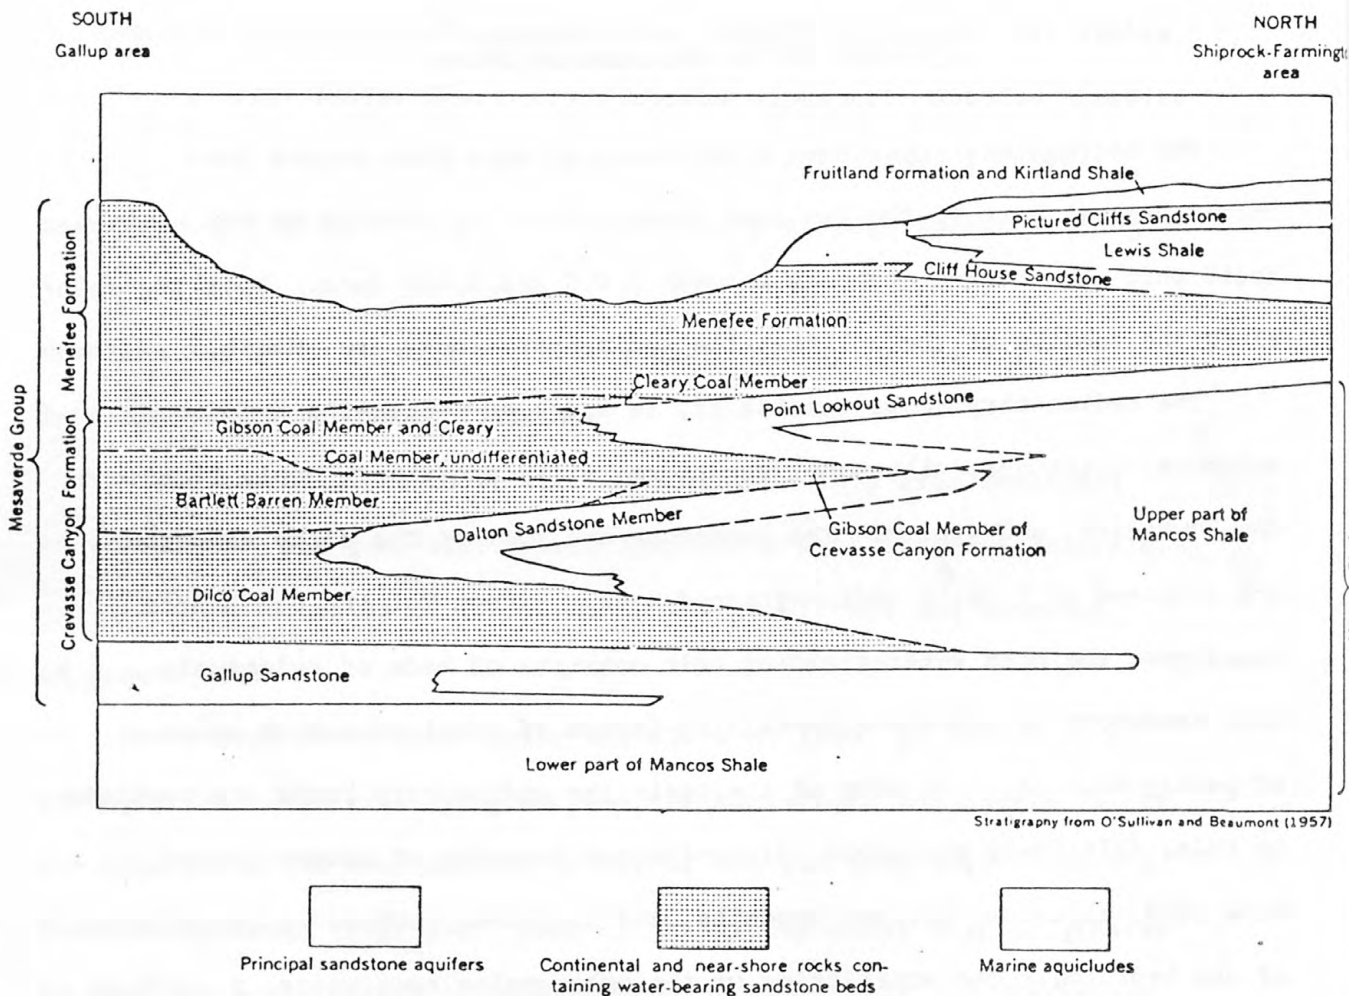 SOUTH
Gallup area
NORTH
Shiprock-Farmingt
area
Fruitland Formation and Kirtland Shale
Pictured Cliffs Sandstone
Lewis Shale
Cliff House Sandstone
Menefee Formation
Cleary Coal Member
Point Lookout Sandstone
Gibson Coal Member and Cleary
Coal Member, undifferentiated
Bartlett Barren Member
Dalton Sandstone Member
Gibson Coal Member of
Crevasse Canyon Formation
Upper part of
Mancos Shale
Dilco Coal Member
Gallup Sandstone
Lower part of Mancos Shale
Mesaverde Group
Menefee Formation
Crevasse Canyon Formation
Stratigraphy from O'Sullivan and Beaumont (1957)
Principal sandstone aquifers
Continental and near-shore rocks con-
taining water-bearing sandstone beds
Marine aquicludes